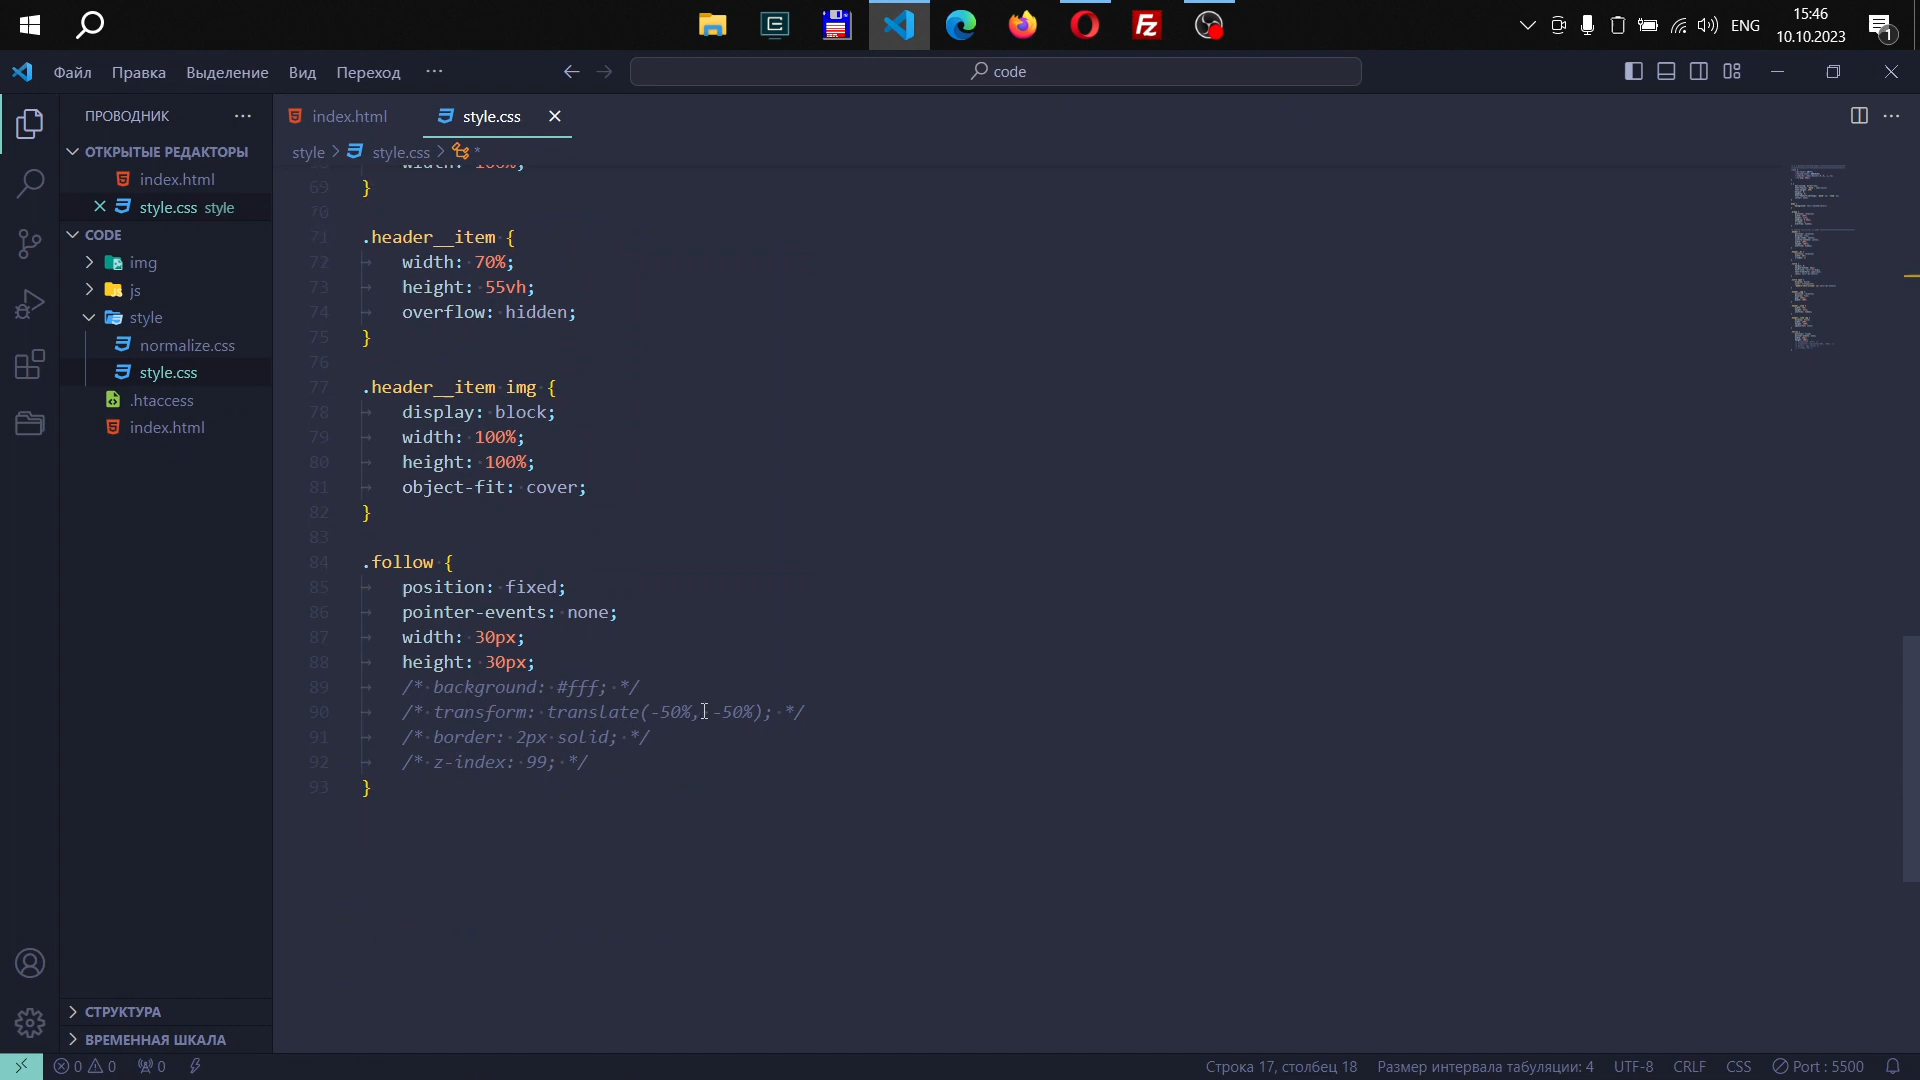 15:46
ENG
10.10.2023
1
Файл Правка Выделение Вид Переход ···
code
ПРОВОДНИК
index.html
style.css
ОТКРЫТЫЕ РЕДАКТОРЫ
style > style.css > *
index.html
style.css style
CODE
img
js
style
normalize.css
style.css
.htaccess
index.html
width: 100%;
69 }
70
71 .header__item {
72 width: 70%;
73 height: 55vh;
74 overflow: hidden;
75 }
76
77 .header__item img {
78 display: block;
79 width: 100%;
80 height: 100%;
81 object-fit: cover;
82 }
83
84 .follow {
85 position: fixed;
86 pointer-events: none;
87 width: 30px;
88 height: 30px;
89 /* background: #fff; */
90 /* transform: translate(-50%, -50%); */
91 /* border: 2px solid; */
92 /* z-index: 99; */
93 }
СТРУКТУРА
ВРЕМЕННАЯ ШКАЛА
0 0 0
Строка 17, столбец 18 Размер интервала табуляции: 4 UTF-8 CRLF CSS Port : 5500